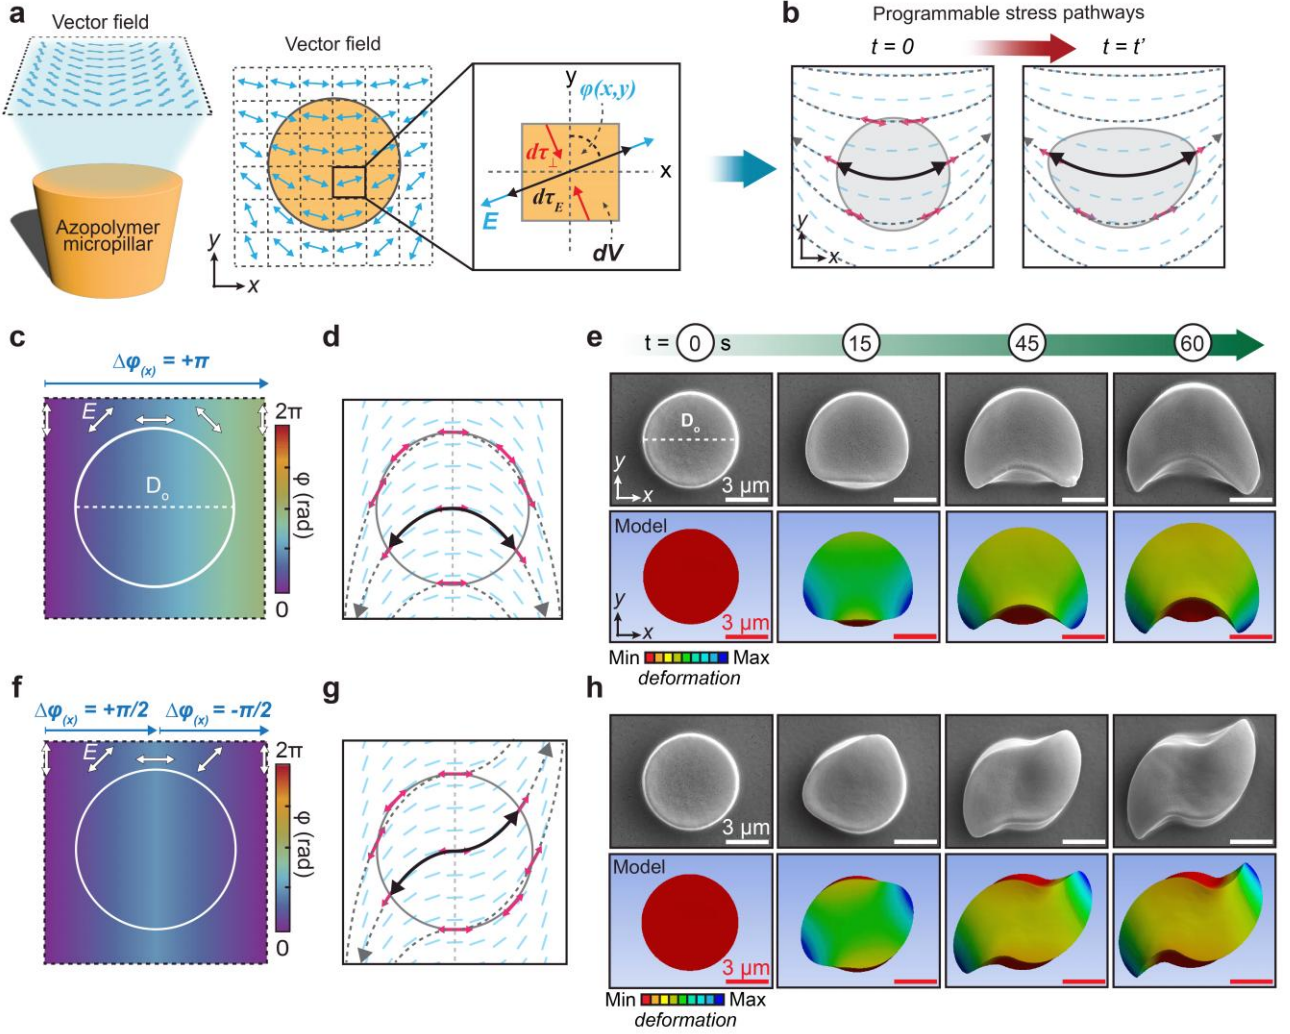 a
Vector field
Azopolymer
micropillar
Vector field
y
x
y
φ(x,y)
dτ⊥
x
dτE
E
dV
b
Programmable stress pathways
t = 0
t = t’
y
x
c
Δφ(x) = +π
E
Do
2π
φ (rad)
0
d
e
t = 0 s 15 45 60
Do
y
x
3 µm
Model
y
x
3 µm
Min Max
deformation
f
Δφ(x) = +π/2 Δφ(x) = -π/2
E
2π
φ (rad)
0
g
h
3 µm
Model
3 µm
Min Max
deformation